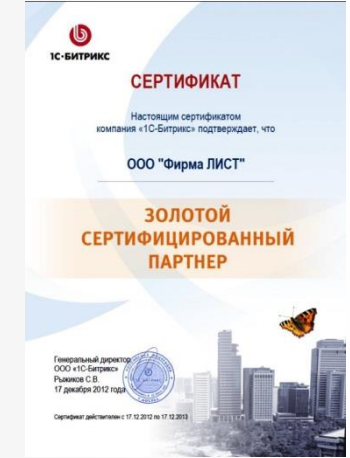 1С-БИТРИКС
СЕРТИФИКАТ
Настоящим сертификатом
компания «1С-Битрикс» подтверждает, что
ООО "Фирма ЛИСТ"
ЗОЛОТОЙ
СЕРТИФИЦИРОВАННЫЙ
ПАРТНЕР
Генеральный директор
ООО «1С-Битрикс»
Рыжиков С.В.
17 декабря 2012 года
Сертификат действителен с 17.12.2012 по 17.12.2013